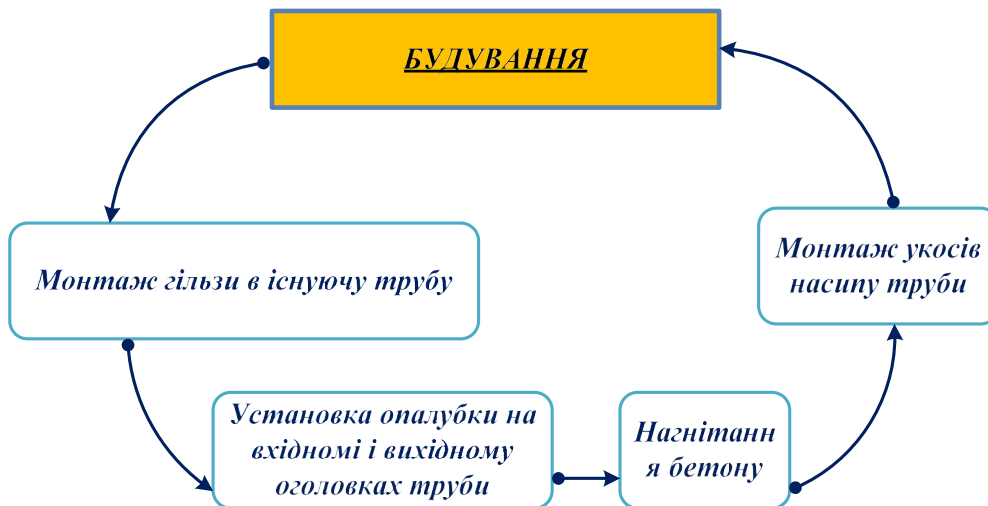 БУДУВАННЯ
Монтаж гільзи в існуючу трубу
Монтаж укосів
насипу труби
Установка опалубки на
вхідномі і вихідному
оголовках труби
Нагнітанн
я бетону